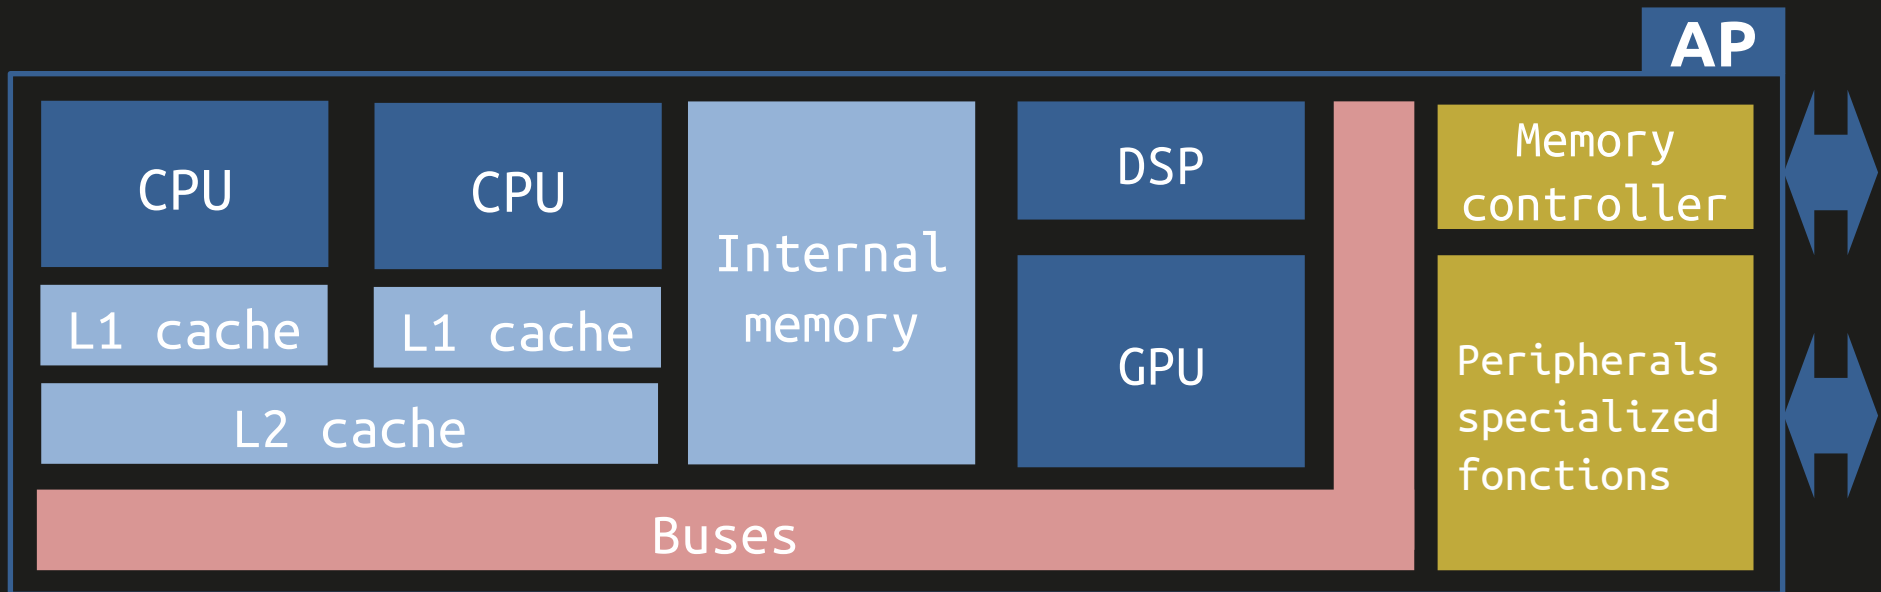 AP
CPU
CPU
L1 cache
L1 cache
L2 cache
Internal
memory
DSP
GPU
Buses
Memory
controller
Peripherals
specialized
fonctions